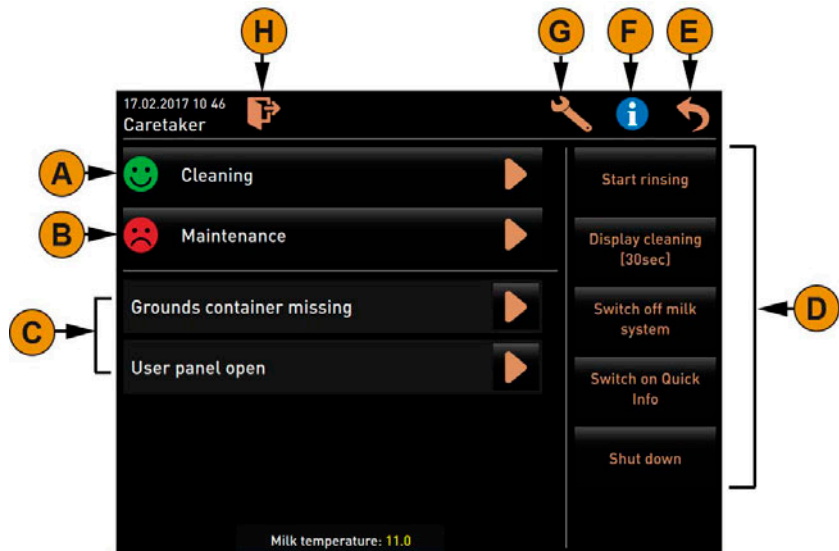 H
G
F
E
17.02.2017 10 46
Caretaker
i
A
Cleaning
B
Maintenance
C
Grounds container missing
User panel open
Start rinsing
Display cleaning
[30sec]
Switch off milk
system
Switch on Quick
Info
Shut down
D
Milk temperature: 11.0